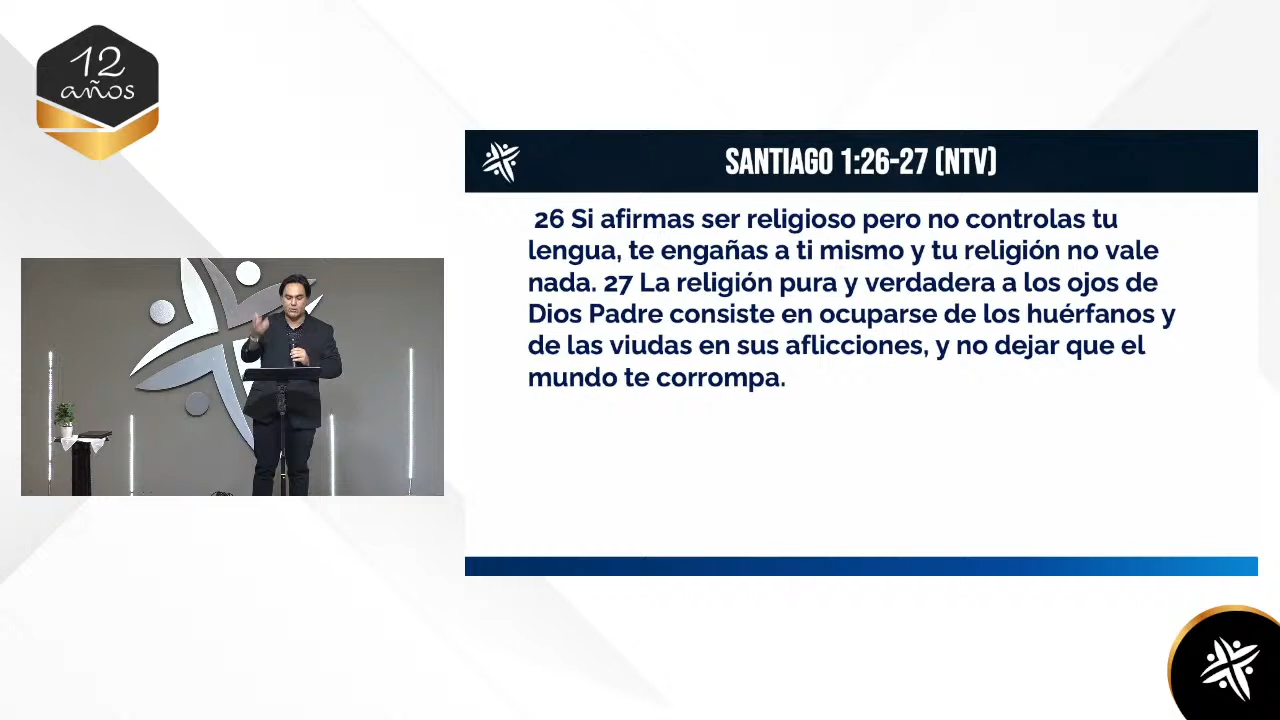 12
años
SANTIAGO 1:26-27 (NTV)
26 Si afirmas ser religioso pero no controlas tu
lengua, te engañas a ti mismo y tu religión no vale
nada. 27 La religión pura y verdadera a los ojos de
Dios Padre consiste en ocuparse de los huérfanos y
de las viudas en sus aflicciones, y no dejar que el
mundo te corrompa.